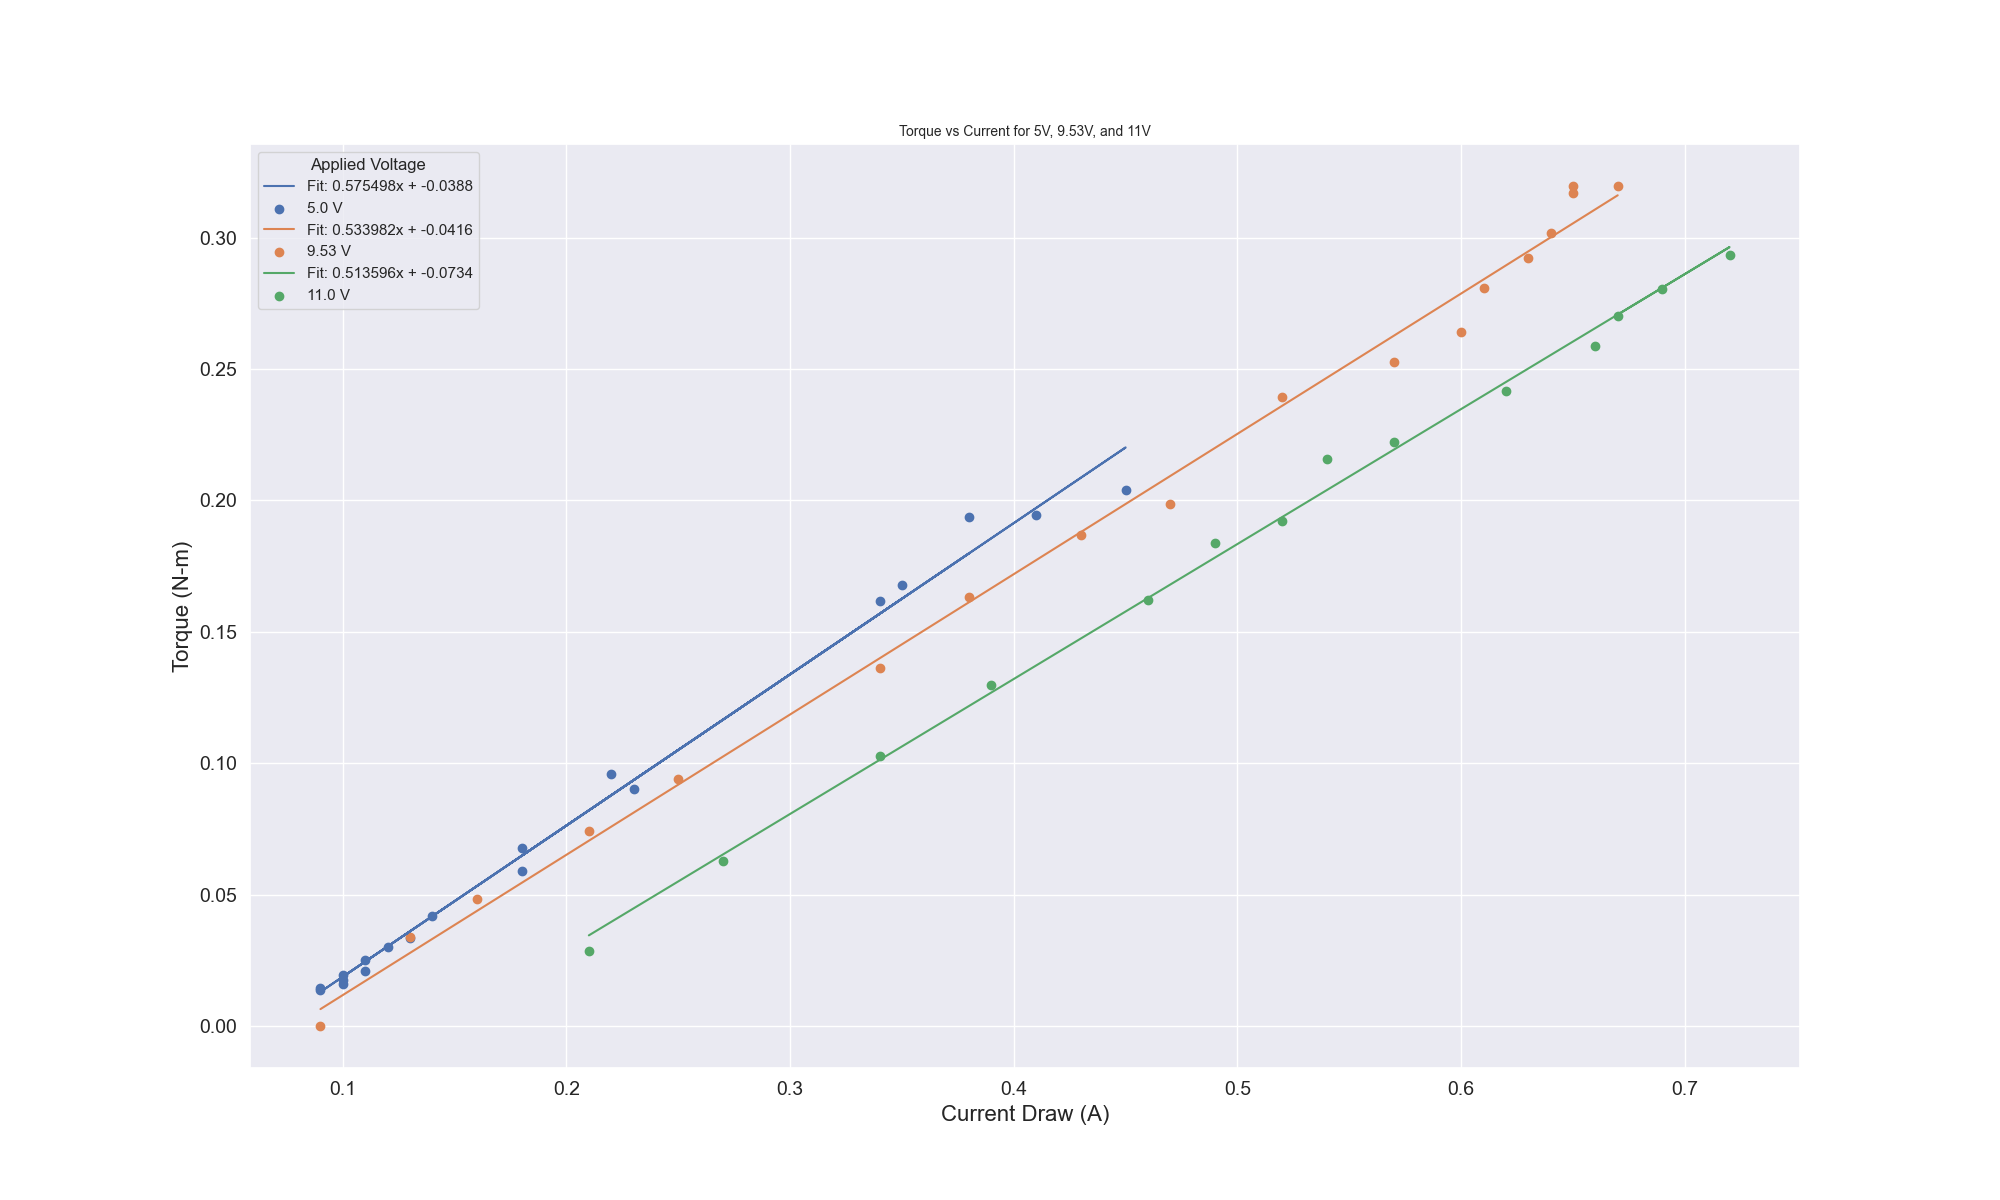 Torque vs Current for 5V, 9.53V, and 11V
Applied Voltage
Fit: 0.575498x + -0.0388
5.0 V
Fit: 0.533982x + -0.0416
9.53 V
Fit: 0.513596x + -0.0734
11.0 V
0.30
0.25
0.20
0.15
0.10
0.05
0.00
Torque (N-m)
0.1 0.2 0.3 0.4 0.5 0.6 0.7
Current Draw (A)